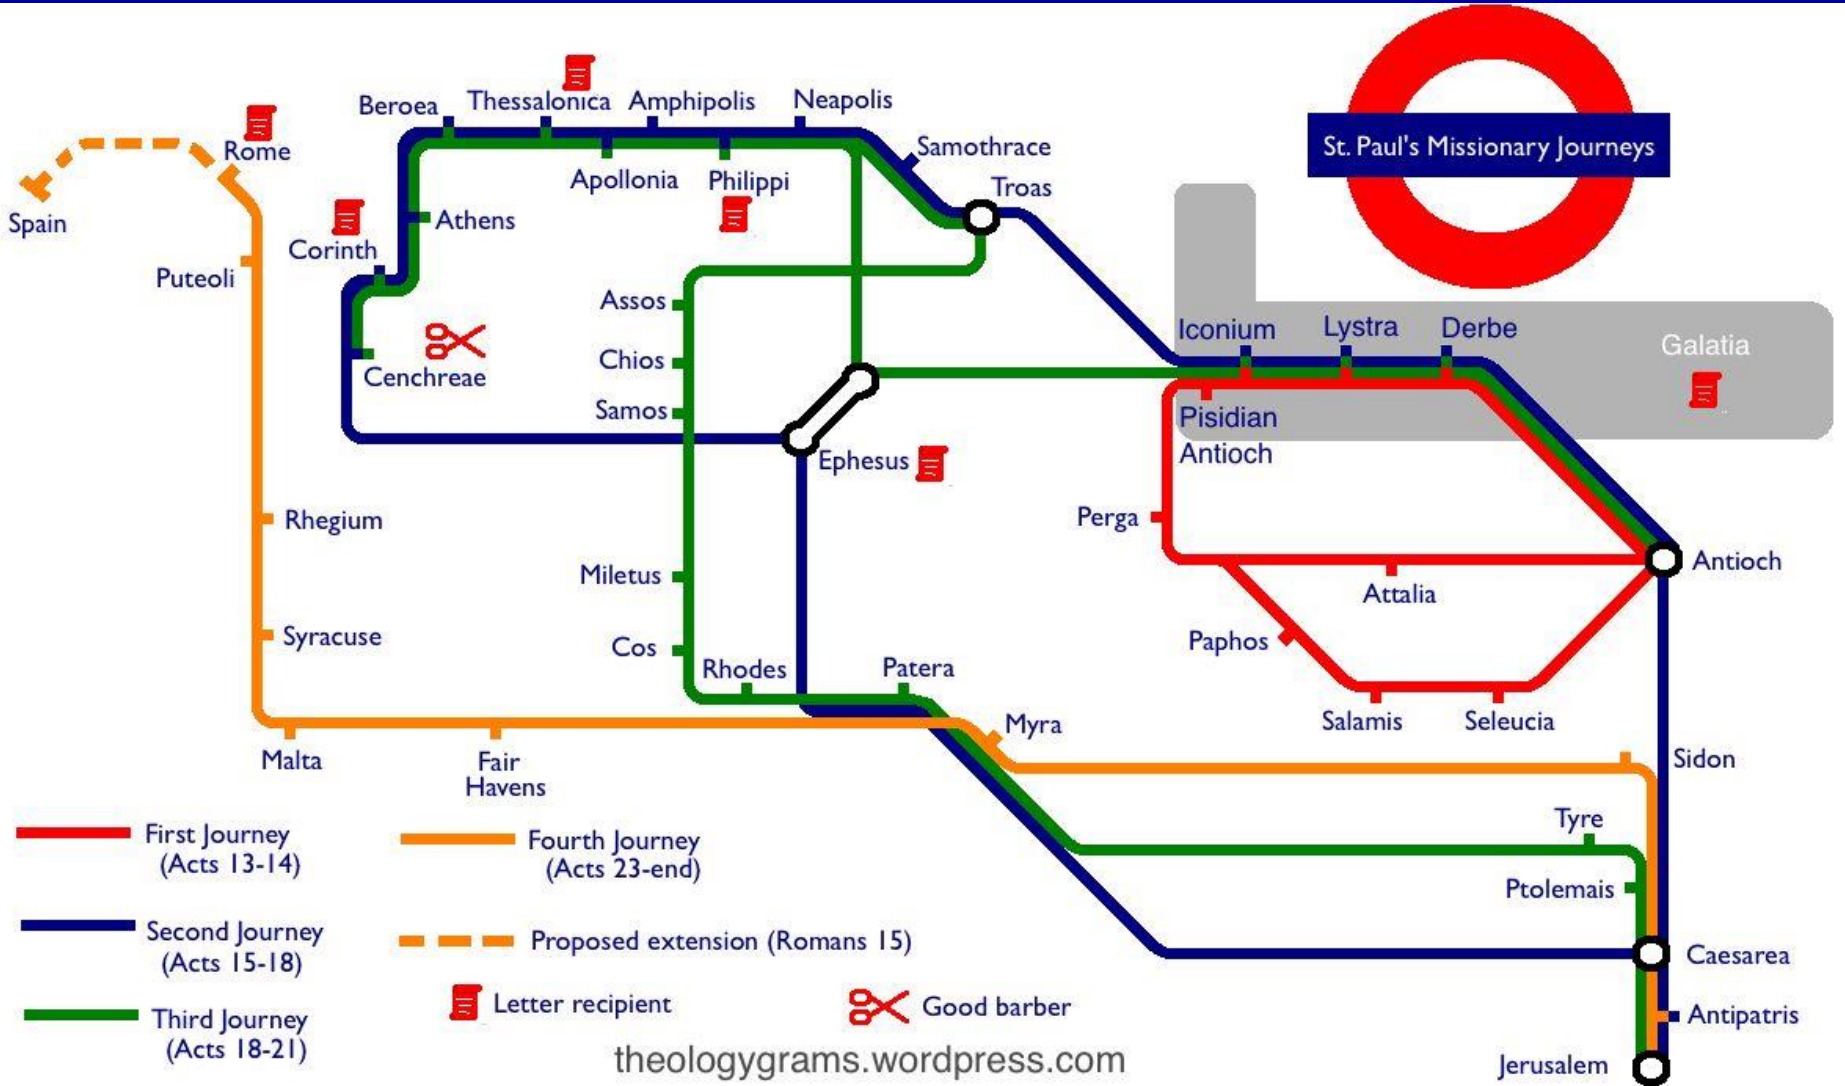 St. Paul's Missionary Journeys
Beroea
Thessalonica
Amphipolis
Neapolis
Samothrace
Troas
Rome
Spain
Puteoli
Corinth
Athens
Apollonia
Philippi
Cenchreae
Assos
Chios
Samos
Ephesus
Iconium
Lystra
Derbe
Galatia
Pisidian
Antioch
Perga
Antioch
Attalia
Paphos
Salamis
Seleucia
Rhegium
Syracuse
Miletus
Cos
Rhodes
Patera
Myra
Malta
Fair
Havens
Sidon
Tyre
Ptolemais
Caesarea
Antipatris
Jerusalem
First Journey
(Acts 13-14)
Second Journey
(Acts 15-18)
Third Journey
(Acts 18-21)
Fourth Journey
(Acts 23-end)
Proposed extension (Romans 15)
Letter recipient
Good barber
theologygrams.wordpress.com